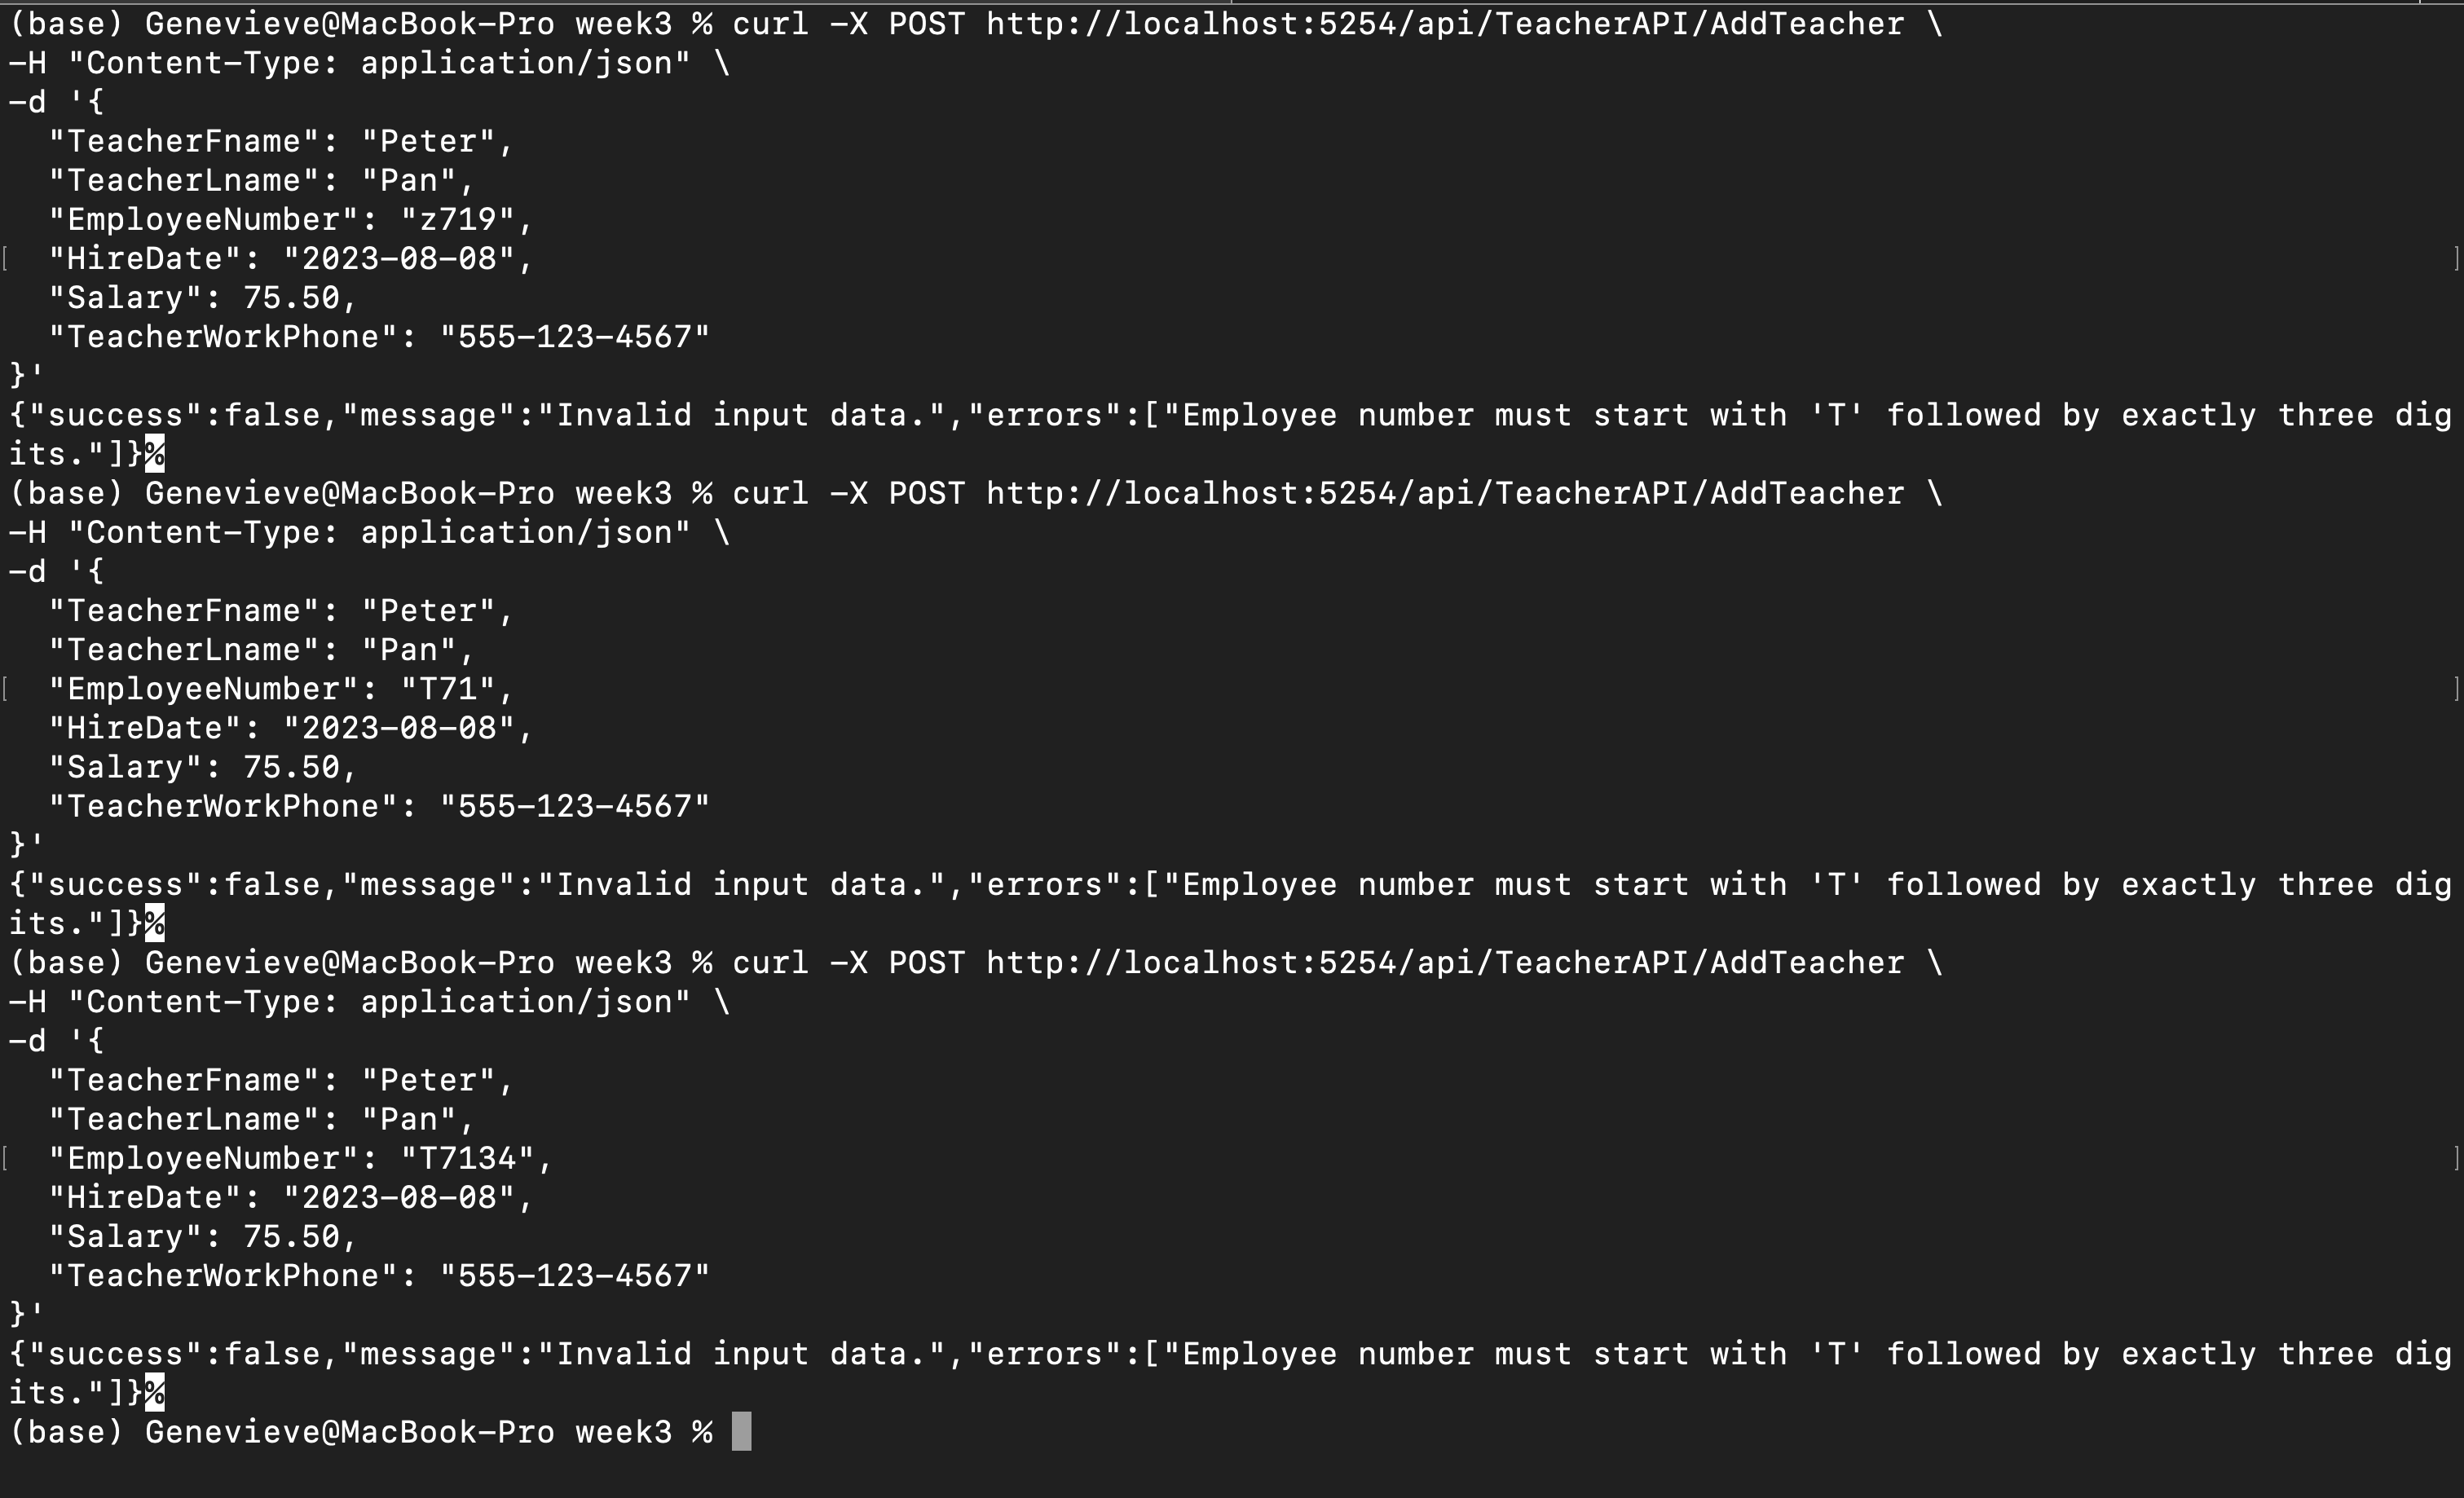 (base) Genevieve@MacBook-Pro week3 % curl -X POST http://localhost:5254/api/TeacherAPI/AddTeacher \
-H "Content-Type: application/json" \
-d '{
  "TeacherFname": "Peter",
  "TeacherLname": "Pan",
  "EmployeeNumber": "z719",
[  "HireDate": "2023-08-08",                                                                                                  ]
  "Salary": 75.50,
  "TeacherWorkPhone": "555-123-4567"
}'
{"success":false,"message":"Invalid input data.","errors":["Employee number must start with 'T' followed by exactly three dig
its."]}%
(base) Genevieve@MacBook-Pro week3 % curl -X POST http://localhost:5254/api/TeacherAPI/AddTeacher \
-H "Content-Type: application/json" \
-d '{
  "TeacherFname": "Peter",
  "TeacherLname": "Pan",
[  "EmployeeNumber": "T71",                                                                                                  ]
  "HireDate": "2023-08-08",
  "Salary": 75.50,
  "TeacherWorkPhone": "555-123-4567"
}'
{"success":false,"message":"Invalid input data.","errors":["Employee number must start with 'T' followed by exactly three dig
its."]}%
(base) Genevieve@MacBook-Pro week3 % curl -X POST http://localhost:5254/api/TeacherAPI/AddTeacher \
-H "Content-Type: application/json" \
-d '{
  "TeacherFname": "Peter",
  "TeacherLname": "Pan",
[  "EmployeeNumber": "T7134",                                                                                                  ]
  "HireDate": "2023-08-08",
  "Salary": 75.50,
  "TeacherWorkPhone": "555-123-4567"
}'
{"success":false,"message":"Invalid input data.","errors":["Employee number must start with 'T' followed by exactly three dig
its."]}%
(base) Genevieve@MacBook-Pro week3 %